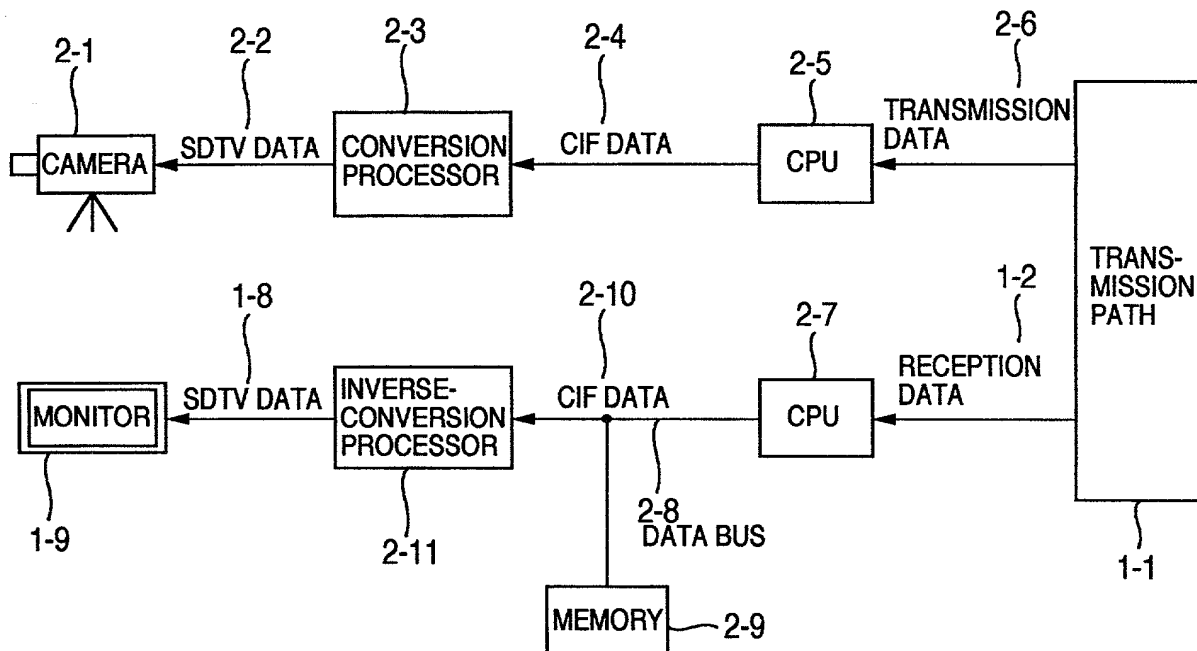 2-1
2-2
2-3
2-4
2-5
2-6
CAMERA
SDTV DATA
CONVERSION
PROCESSOR
CIF DATA
CPU
TRANSMISSION
DATA
TRANS-
MISSION
PATH
1-8
2-10
2-7
1-2
MONITOR
SDTV DATA
INVERSE-
CONVERSION
PROCESSOR
CIF DATA
CPU
RECEPTION
DATA
1-9
2-11
2-8
DATA BUS
1-1
MEMORY
2-9